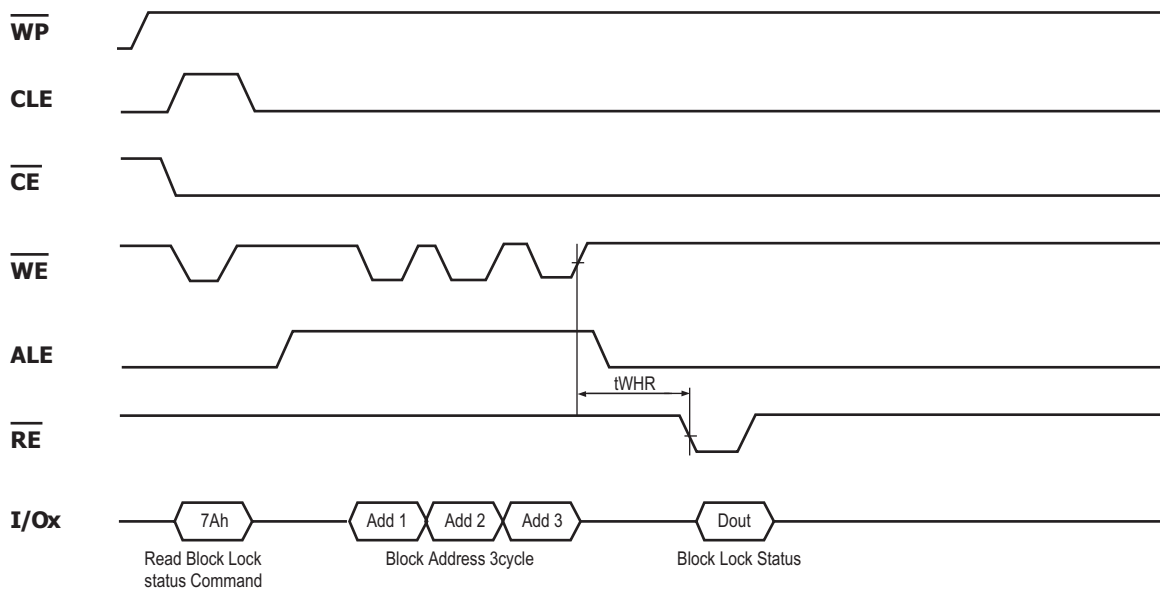 WP
CLE
CE
WE
ALE
tWHR
RE
I/Ox
7Ah
Add 1
Add 2
Add 3
Dout
Read Block Lock
status Command
Block Address 3cycle
Block Lock Status